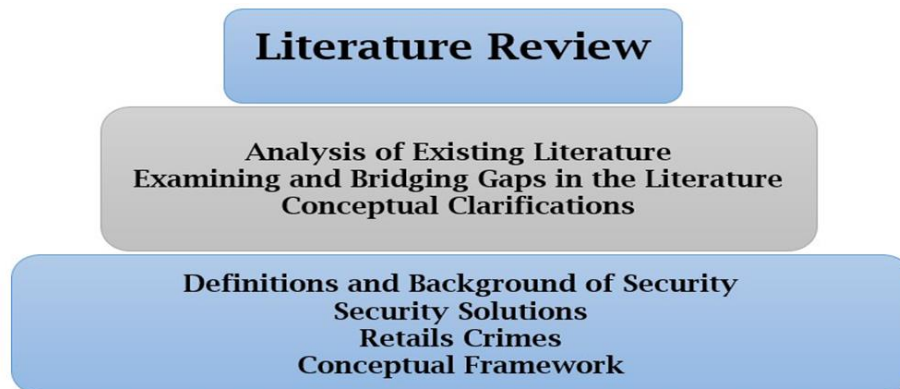 Literature Review
Analysis of Existing Literature
Examining and Bridging Gaps in the Literature
Conceptual Clarifications
Definitions and Background of Security
Security Solutions
Retails Crimes
Conceptual Framework